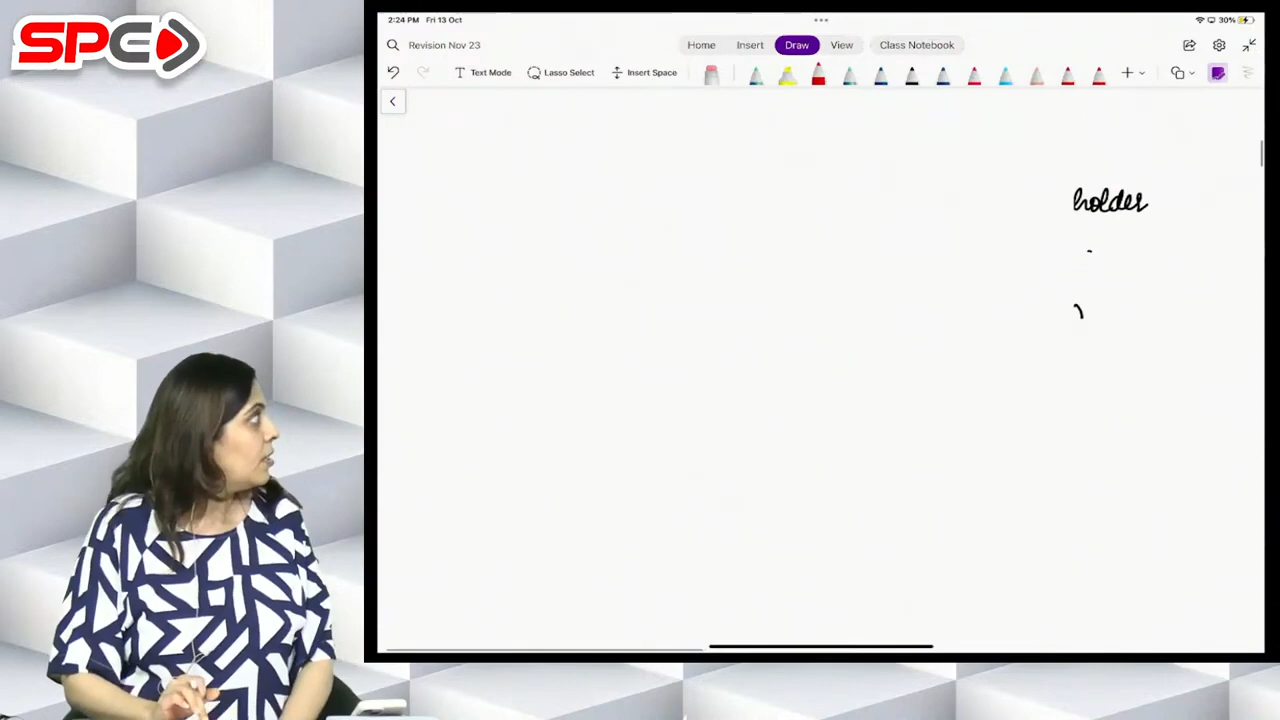 SPC
2:24 PM Fri 13 Oct
30%
Revision Nov 23
Home Insert Draw View Class Notebook
Text Mode Lasso Select Insert Space
holder